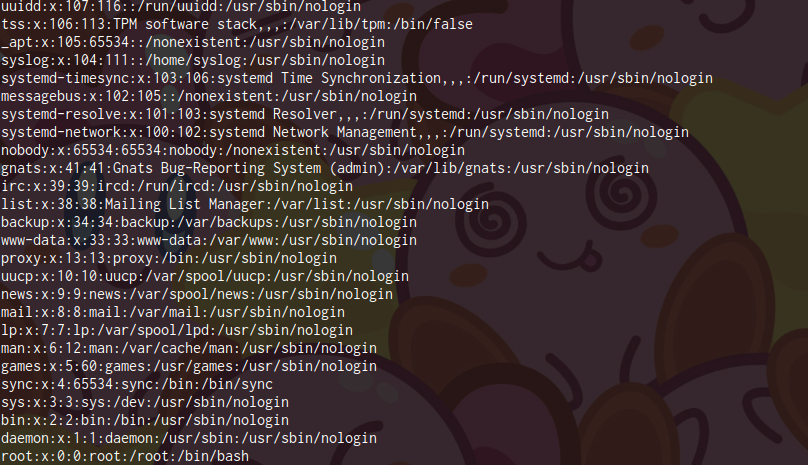 uuidd:x:107:116::/run/uuidd:/usr/sbin/nologin
tss:x:106:113:TPM software stack,,,:/var/lib/tpm:/bin/false
_apt:x:105:65534::/nonexistent:/usr/sbin/nologin
syslog:x:104:111::/home/syslog:/usr/sbin/nologin
systemd-timesync:x:103:106:systemd Time Synchronization,,,:/run/systemd:/usr/sbin/nologin
messagebus:x:102:105::/nonexistent:/usr/sbin/nologin
systemd-resolve:x:101:103:systemd Resolver,,,:/run/systemd:/usr/sbin/nologin
systemd-network:x:100:102:systemd Network Management,,,:/run/systemd:/usr/sbin/nologin
nobody:x:65534:65534:nobody:/nonexistent:/usr/sbin/nologin
gnats:x:41:41:Gnats Bug-Reporting System (admin):/var/lib/gnats:/usr/sbin/nologin
irc:x:39:39:ircd:/run/ircd:/usr/sbin/nologin
list:x:38:38:Mailing List Manager:/var/list:/usr/sbin/nologin
backup:x:34:34:backup:/var/backups:/usr/sbin/nologin
www-data:x:33:33:www-data:/var/www:/usr/sbin/nologin
proxy:x:13:13:proxy:/bin:/usr/sbin/nologin
uucp:x:10:10:uucp:/var/spool/uucp:/usr/sbin/nologin
news:x:9:9:news:/var/spool/news:/usr/sbin/nologin
mail:x:8:8:mail:/var/mail:/usr/sbin/nologin
lp:x:7:7:lp:/var/spool/lpd:/usr/sbin/nologin
man:x:6:12:man:/var/cache/man:/usr/sbin/nologin
games:x:5:60:games:/usr/games:/usr/sbin/nologin
sync:x:4:65534:sync:/bin:/bin/sync
sys:x:3:3:sys:/dev:/usr/sbin/nologin
bin:x:2:2:bin:/bin:/usr/sbin/nologin
daemon:x:1:1:daemon:/usr/sbin:/usr/sbin/nologin
root:x:0:0:root:/root:/bin/bash